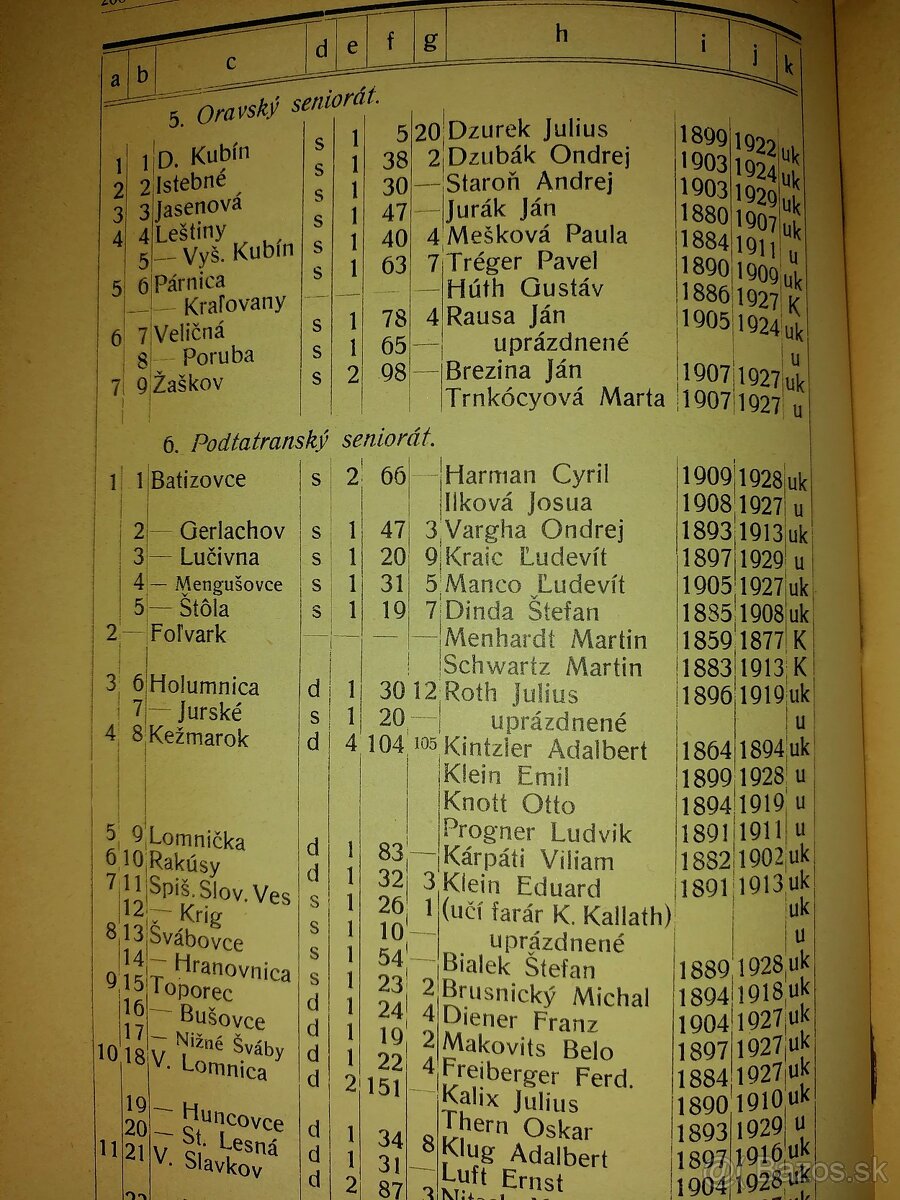 a b c d e f g h i j k
5. Oravský seniorát.
1 1 D. Kubín s 1 5 20 Dzurek Julius 1899 1922 uk
2 2 Istebné s 1 38 2 Dzubák Ondrej 1903 1924 uk
3 3 Jasenová s 1 30 — Staroň Andrej 1903 1929 uk
4 4 Leštiny s 1 47 — Jurák Ján 1880 1907 uk
5 — Vyš. Kubín s 1 40 4 Mešková Paula 1884 1911 u
5 6 Párnica s 1 63 7 Tréger Pavel 1890 1909 uk
— Kraľovany — — — — Húth Gustáv 1886 1927 K
6 7 Veličná s 1 78 4 Rausa Ján 1905 1924 uk
8 — Poruba s 1 65 — uprázdnené u
7 9 Žaškov s 2 98 — Brezina Ján 1907 1927 uk
Trnkócyová Marta 1907 1927 u
6. Podtatranský seniorát.
1 1 Batizovce s 2 66 — Harman Cyril 1909 1928 uk
Ilková Josua 1908 1927 u
2 — Gerlachov s 1 47 3 Vargha Ondrej 1893 1913 uk
3 — Lučivna s 1 20 9 Kraic Ľudevít 1897 1929 u
4 — Mengušovce s 1 31 5 Manco Ľudevít 1905 1927 uk
5 — Štôla s 1 19 7 Dinda Štefan 1885 1908 uk
2 — Foľvark — — — — Menhardt Martin 1859 1877 K
Schwartz Martin 1883 1913 K
3 6 Holumnica d 1 30 12 Roth Julius 1896 1919 uk
7 — Jurské s 1 20 — uprázdnené u
4 8 Kežmarok d 4 104 105 Kintzler Adalbert 1864 1894 uk
Klein Emil 1899 1928 u
Knott Otto 1894 1919 u
Progner Ludvik 1891 1911 u
5 9 Lomnička d 1 83 — Kárpáti Viliam 1882 1902 uk
6 10 Rakúsy d 1 32 3 Klein Eduard 1891 1913 uk
7 11 Spiš. Slov. Ves s 1 26 1 (učí farár K. Kallath) uk
12 — Krig s 1 10 — uprázdnené u
8 13 Švábovce s 1 54 — Bialek Štefan 1889 1928 uk
14 — Hranovnica s 1 23 2 Brusnický Michal 1894 1918 uk
9 15 Toporec d 1 24 4 Diener Franz 1904 1927 uk
16 — Bušovce d 1 19 2 Makovits Belo 1897 1927 uk
17 — Nižné Šváby d 1 22 4 Freiberger Ferd. 1884 1927 uk
10 18 V. Lomnica d 2 151 — Kalix Julius 1890 1910 uk
Thern Oskar 1893 1929 u
19 — Huncovce d 1 34 8 Klug Adalbert 1897 1916 uk
20 — St. Lesná d 1 31 — Luft Ernst 1904 1928 uk
11 21 V. Slavkov d 2 87 3
Bazos.sk